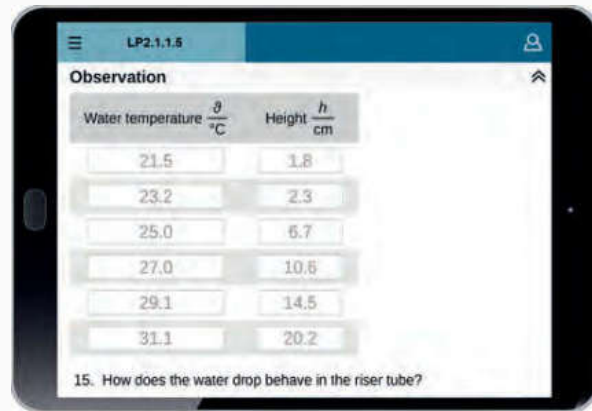 LP2.1.1.5
Observation
Water temperature ϑ/°C Height h/cm
21.5 1.8
23.2 2.3
25.0 6.7
27.0 10.6
29.1 14.5
31.1 20.2
15. How does the water drop behave in the riser tube?